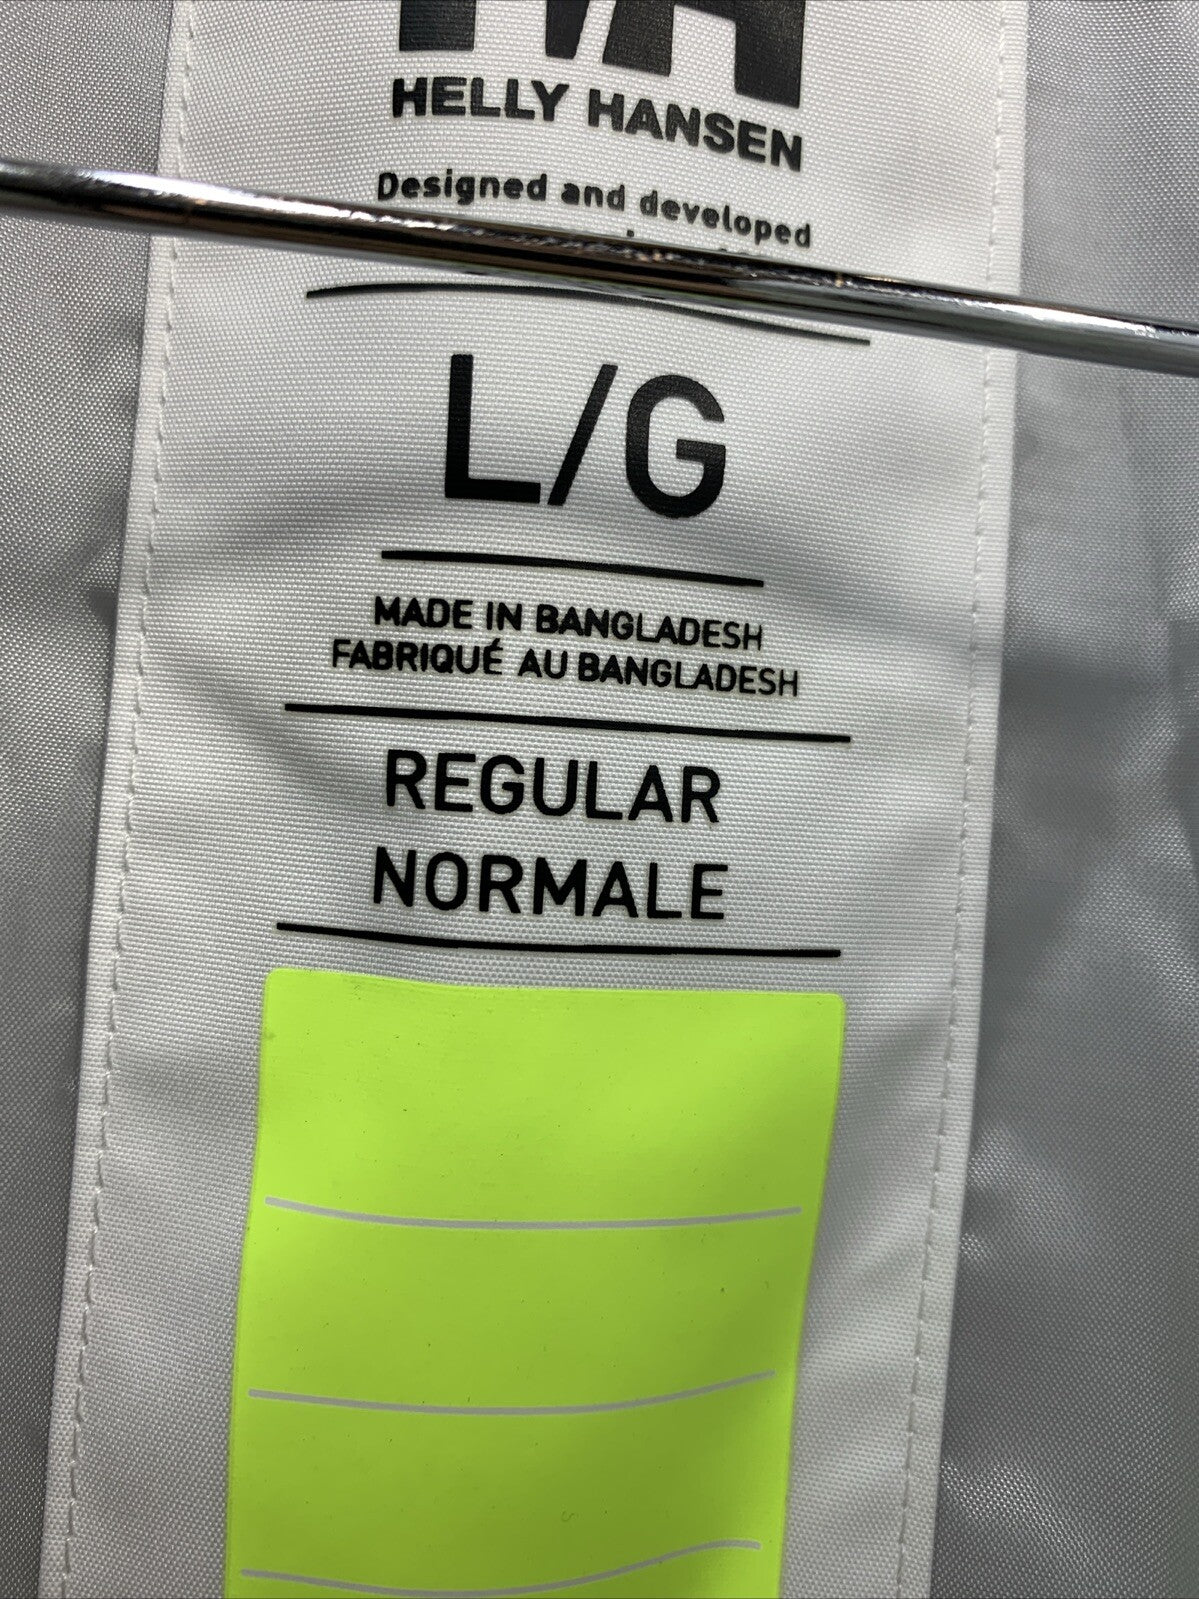 HELLY HANSEN
Designed and developed
L/G
MADE IN BANGLADESH
FABRIQUÉ AU BANGLADESH
REGULAR
NORMALE